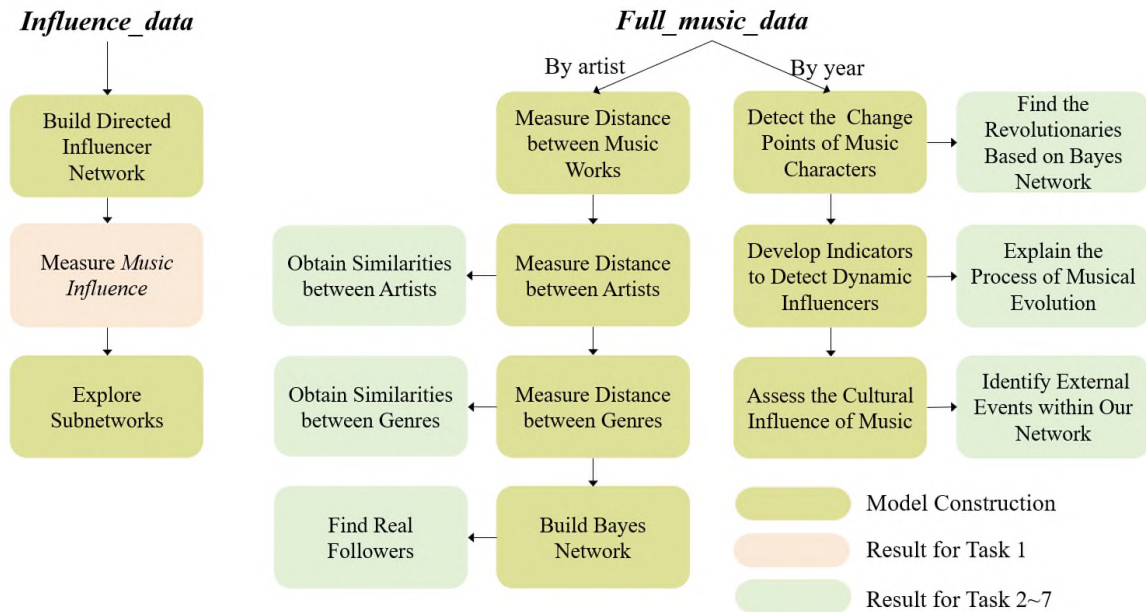 Influence_data
Build Directed
Influencer
Network
Measure Music
Influence
Explore
Subnetworks
Full_music_data
By artist
By year
Measure Distance
between Music
Works
Obtain Similarities
between Artists
Measure Distance
between Artists
Obtain Similarities
between Genres
Measure Distance
between Genres
Find Real
Followers
Build Bayes
Network
Detect the Change
Points of Music
Characters
Find the
Revolutionaries
Based on Bayes
Network
Develop Indicators
to Detect Dynamic
Influencers
Explain the
Process of Musical
Evolution
Assess the Cultural
Influence of Music
Identify External
Events within Our
Network
Model Construction
Result for Task 1
Result for Task 2~7